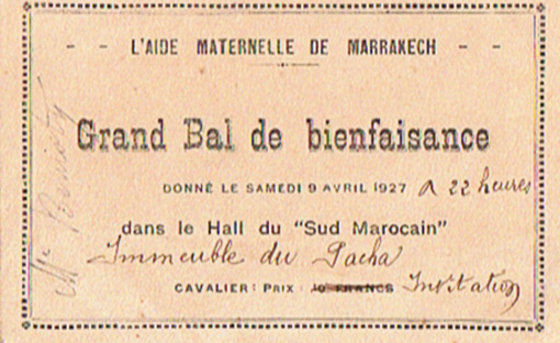 - - L'AIDE MATERNELLE DE MARRAKECH - -
Grand Bal de bienfaisance
DONNÉ LE SAMEDI 9 AVRIL 1927 à 22 heures
dans le Hall du "Sud Marocain"
Immeuble du Pacha
CAVALIER : PRIX 10 FRANCS Invitation